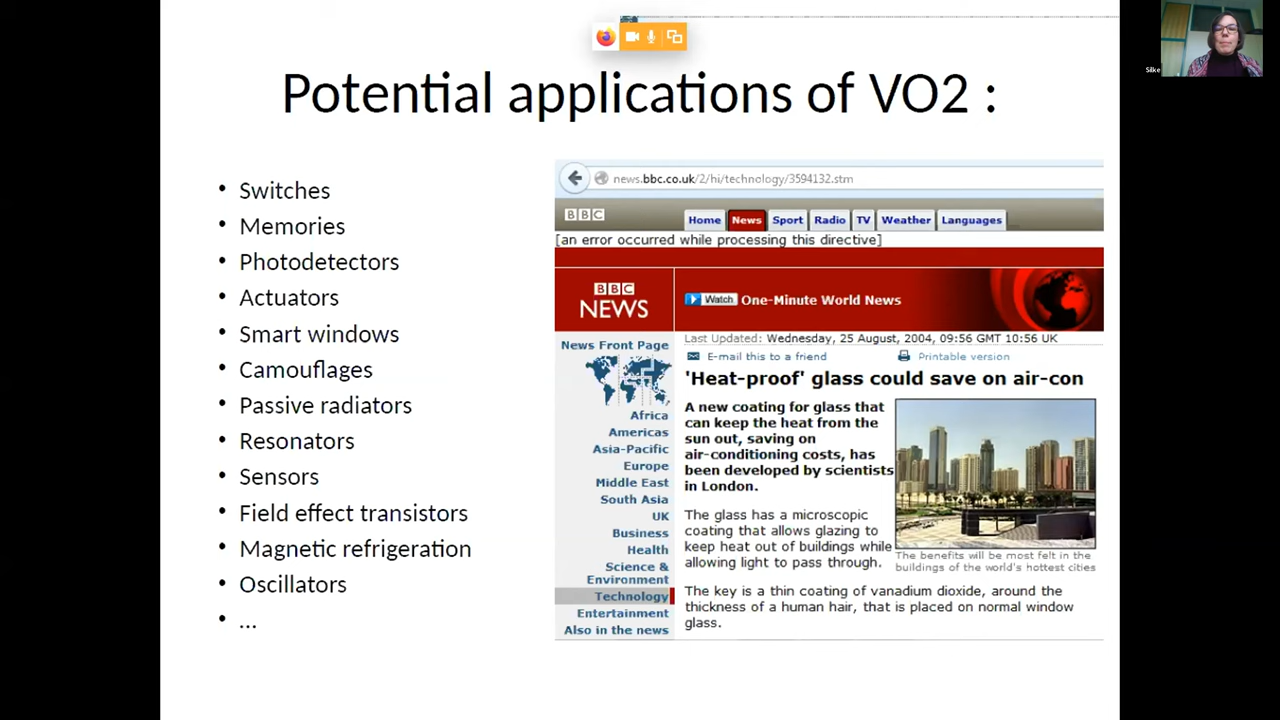 Potential applications of VO2 :
Silke
• Switches
• Memories
• Photodetectors
• Actuators
• Smart windows
• Camouflages
• Passive radiators
• Resonators
• Sensors
• Field effect transistors
• Magnetic refrigeration
• Oscillators
• ...
news.bbc.co.uk/2/hi/technology/3594132.stm
BBC
Home News Sport Radio TV Weather Languages
[an error occurred while processing this directive]
BBC
NEWS
Watch One-Minute World News
News Front Page
Africa
Americas
Asia-Pacific
Europe
Middle East
South Asia
UK
Business
Health
Science &
Environment
Technology
Entertainment
Also in the news
Last Updated: Wednesday, 25 August, 2004, 09:56 GMT 10:56 UK
E-mail this to a friend Printable version
'Heat-proof' glass could save on air-con
A new coating for glass that
can keep the heat from the
sun out, saving on
air-conditioning costs, has
been developed by scientists
in London.
The glass has a microscopic
coating that allows glazing to
keep heat out of buildings while
allowing light to pass through.
The benefits will be most felt in the
buildings of the world's hottest cities
The key is a thin coating of vanadium dioxide, around the
thickness of a human hair, that is placed on normal window
glass.